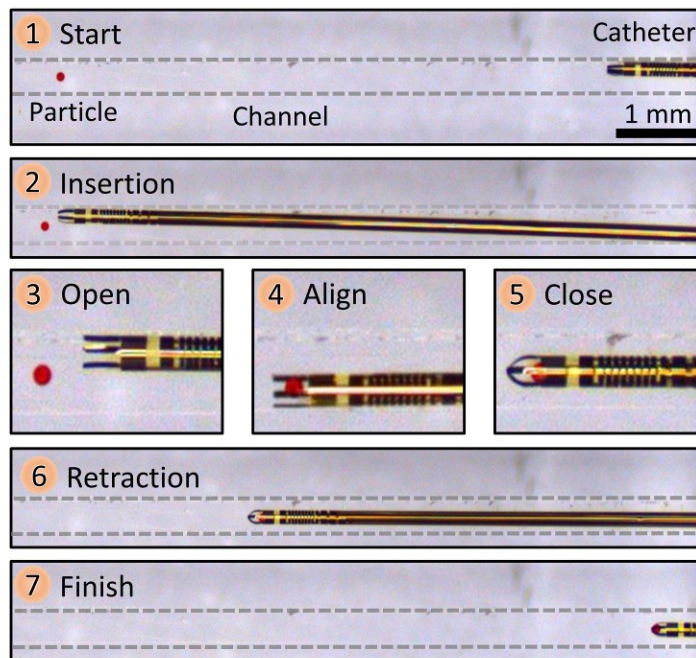 1 Start
Catheter
Particle
Channel
1 mm
2 Insertion
3 Open
4 Align
5 Close
6 Retraction
7 Finish